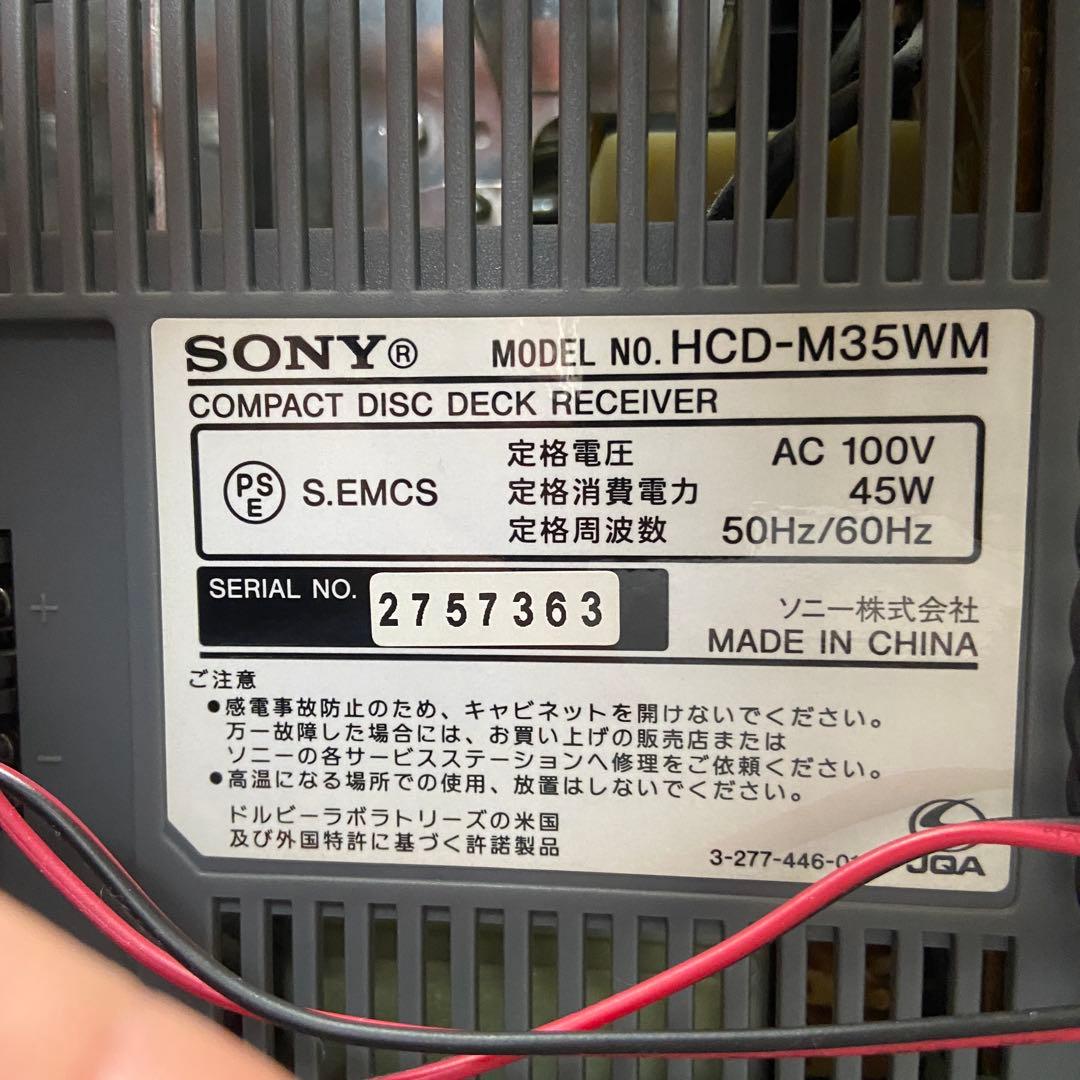 SONY®
MODEL NO. HCD-M35WM
COMPACT DISC DECK RECEIVER
PSE S.EMCS
定格電圧 AC 100V
定格消費電力 45W
定格周波数 50Hz/60Hz
SERIAL NO. 2757363
ソニー株式会社
MADE IN CHINA
ご注意
●感電事故防止のため、キャビネットを開けないでください。
万一故障した場合には、お買い上げの販売店または
ソニーの各サービスステーションへ修理をご依頼ください。
●高温になる場所での使用、放置はしないでください。
ドルビーラボラトリーズの米国
及び外国特許に基づく許諾製品
3-277-446-0
JQA
+
−